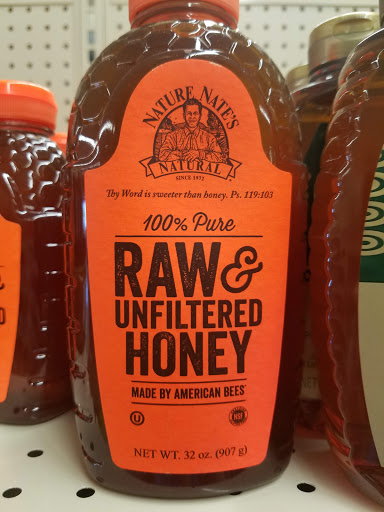 NATURE NATE'S
NATURAL
SINCE 1972
Thy Word is sweeter than honey. Ps. 119:103
100% Pure
RAW &
UNFILTERED
HONEY
MADE BY AMERICAN BEES
U
NSF
NET WT. 32 oz. (907 g)